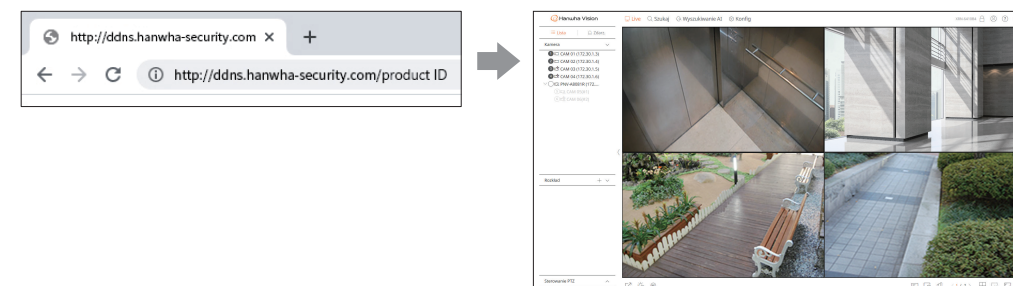 http://ddns.hanwha-security.com
http://ddns.hanwha-security.com/product ID
Hanwha Vision
Live Szukaj Wyszukiwanie AI Konfig
Lista
Kamera
CAM 01 (172.30.1.3)
CAM 02 (172.30.1.4)
CAM 03 (172.30.1.5)
CAM 04 (172.30.1.6)
Rozkład
Sterowanie PTZ